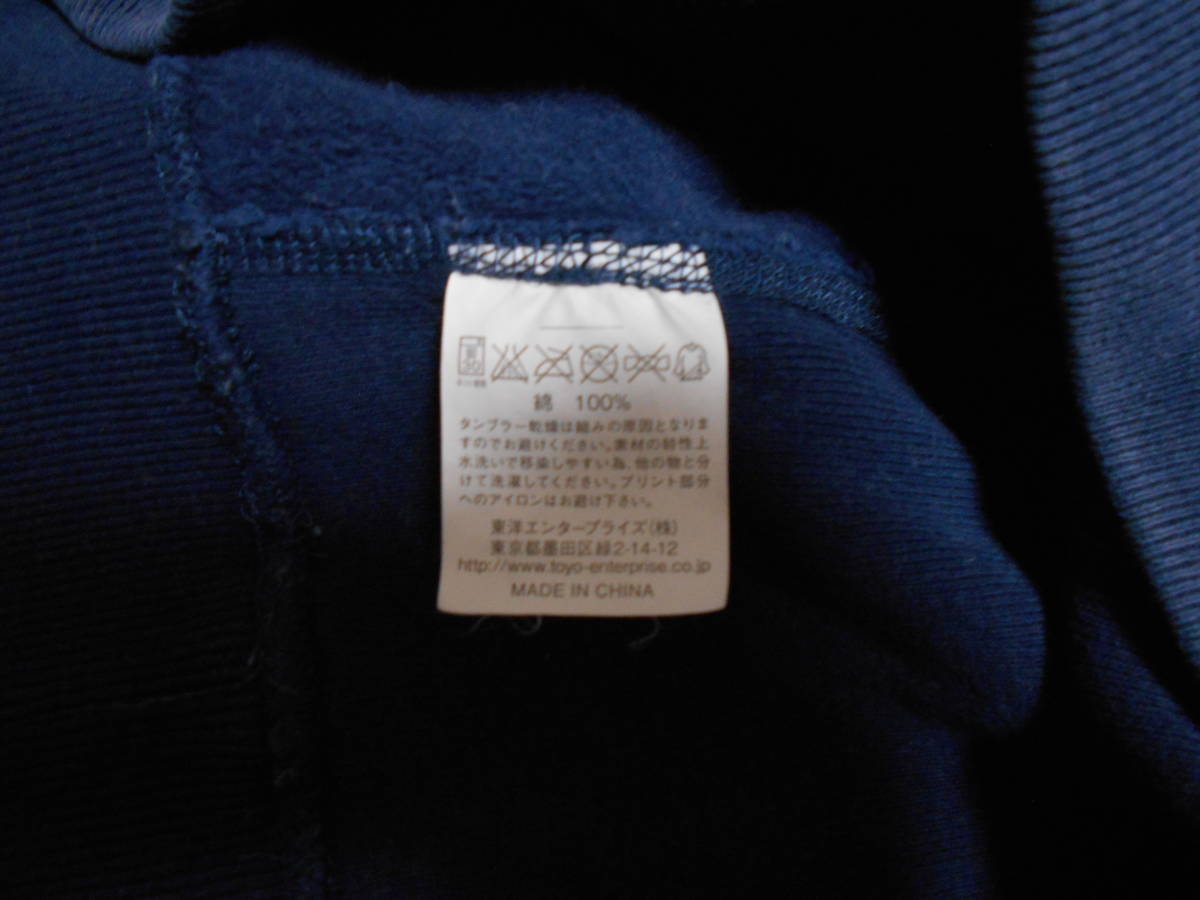 30
綿 100%
タンブラー乾燥は縮みの原因となりま
すのでお避けください。素材の特性上
水洗いで移染しやすい為、他の物と分
けて洗濯してください。プリント部分
へのアイロンはお避け下さい。
東洋エンタープライズ(株)
東京都墨田区緑2-14-12
http://www.toyo-enterprise.co.jp
MADE IN CHINA